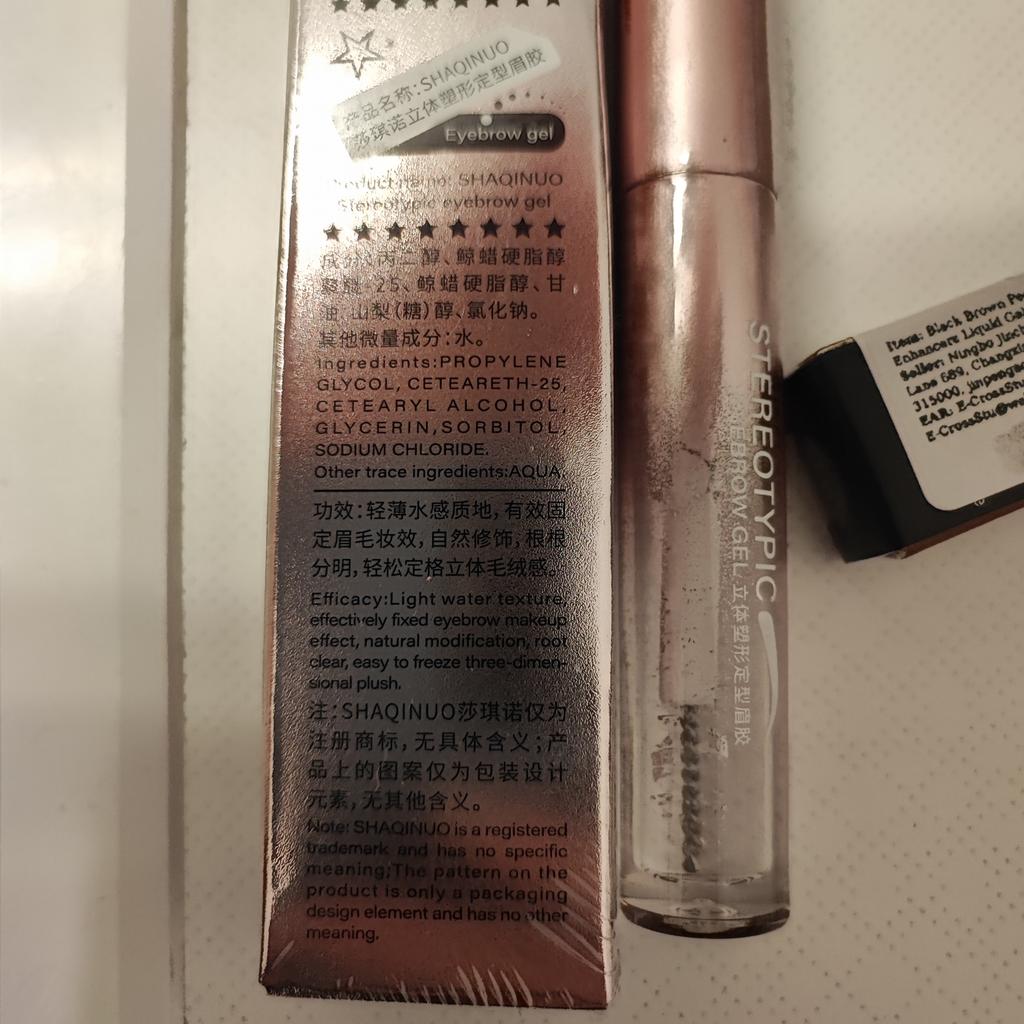 产品名称:SHAQINUO
莎琪诺立体塑形定型眉胶
Eyebrow gel
Product name: SHAQINUO
Stereotypic eyebrow gel
成分:丙二醇、鲸蜡硬脂醇
聚醚-25、鲸蜡硬脂醇、甘
油、山梨(糖)醇、氯化钠。
其他微量成分:水。
Ingredients:PROPYLENE
GLYCOL, CETEARETH-25,
CETEARYL ALCOHOL,
GLYCERIN,SORBITOL,
SODIUM CHLORIDE.
Other trace ingredients:AQUA.
功效:轻薄水感质地,有效固
定眉毛妆效,自然修饰,根根
分明,轻松定格立体毛绒感。
Efficacy:Light water texture,
effectively fixed eyebrow makeup
effect, natural modification, root
clear, easy to freeze three-dimen-
sional plush.
注:SHAQINUO莎琪诺仅为
注册商标,无具体含义;产
品上的图案仅为包装设计
元素,无其他含义。
Note: SHAQINUO is a registered
trademark and has no specific
meaning;The pattern on the
product is only a packaging
design element and has no other
meaning.
STEREOTYPIC
EBROW GEL 立体塑形定型眉胶
Item: Black Brown
Enhancers Liquid
Seller: Ningbo
Lane 689,
315000,
EAR: E-CrossStu
E-CrossStu@we